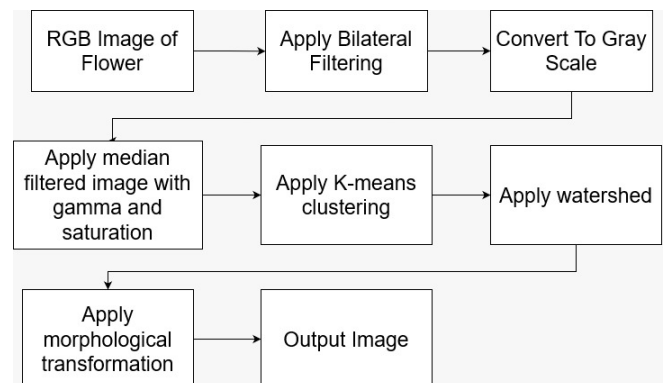 RGB Image of
Flower
Apply Bilateral
Filtering
Convert To Gray
Scale
Apply median
filtered image with
gamma and
saturation
Apply K-means
clustering
Apply watershed
Apply
morphological
transformation
Output Image